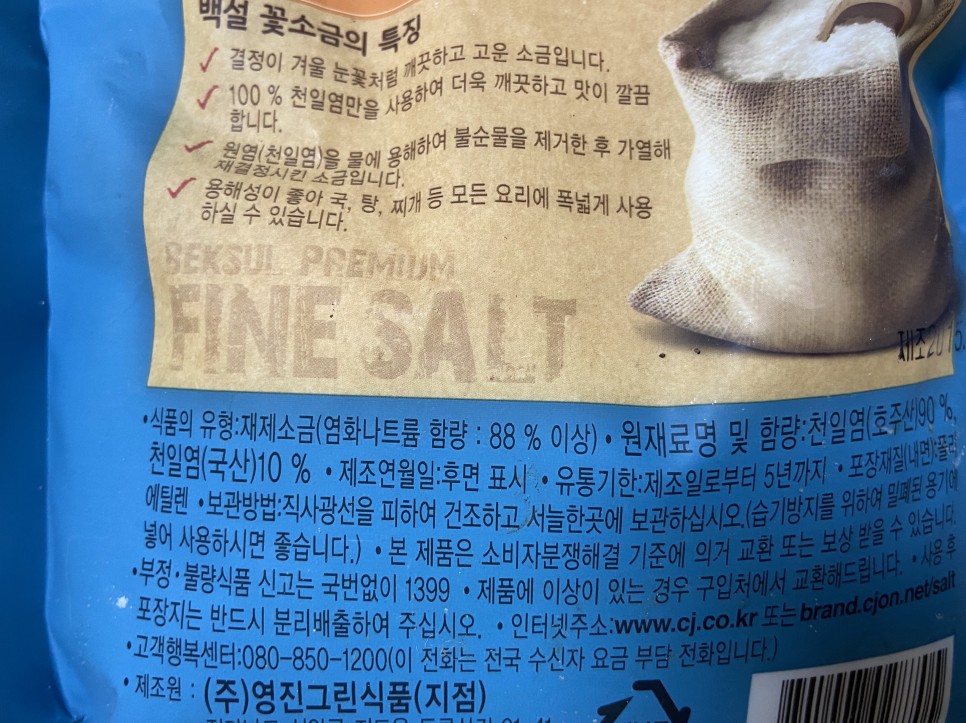 백설 꽃소금의 특징
✓ 결정이 겨울 눈꽃처럼 깨끗하고 고운 소금입니다.
✓ 100 % 천일염만을 사용하여 더욱 깨끗하고 맛이 깔끔
합니다.
✓ 원염(천일염)을 물에 용해하여 불순물을 제거한 후 가열해
재결정시킨 소금입니다.
✓ 용해성이 좋아 국, 탕, 찌개 등 모든 요리에 폭넓게 사용
하실 수 있습니다.
BEKSUL PREMIUM
FINE SALT
제조2015.
•식품의 유형:재제소금(염화나트륨 함량 : 88 % 이상) • 원재료명 및 함량:천일염(호주산)90 %,
천일염(국산)10 % • 제조연월일:후면 표시 • 유통기한:제조일로부터 5년까지 • 포장재질(내면):폴리
에틸렌 •보관방법:직사광선을 피하여 건조하고 서늘한곳에 보관하십시오.(습기방지를 위하여 밀폐된 용기에
넣어 사용하시면 좋습니다.) • 본 제품은 소비자분쟁해결 기준에 의거 교환 또는 보상 받을 수 있습니다.
•부정·불량식품 신고는 국번없이 1399 • 제품에 이상이 있는 경우 구입처에서 교환해드립니다. •사용 후
포장지는 반드시 분리배출하여 주십시오. • 인터넷주소:www.cj.co.kr 또는 brand.cjon.net/salt
•고객행복센터:080-850-1200(이 전화는 전국 수신자 요금 부담 전화입니다.)
•제조원 : (주)영진그린식품(지점)